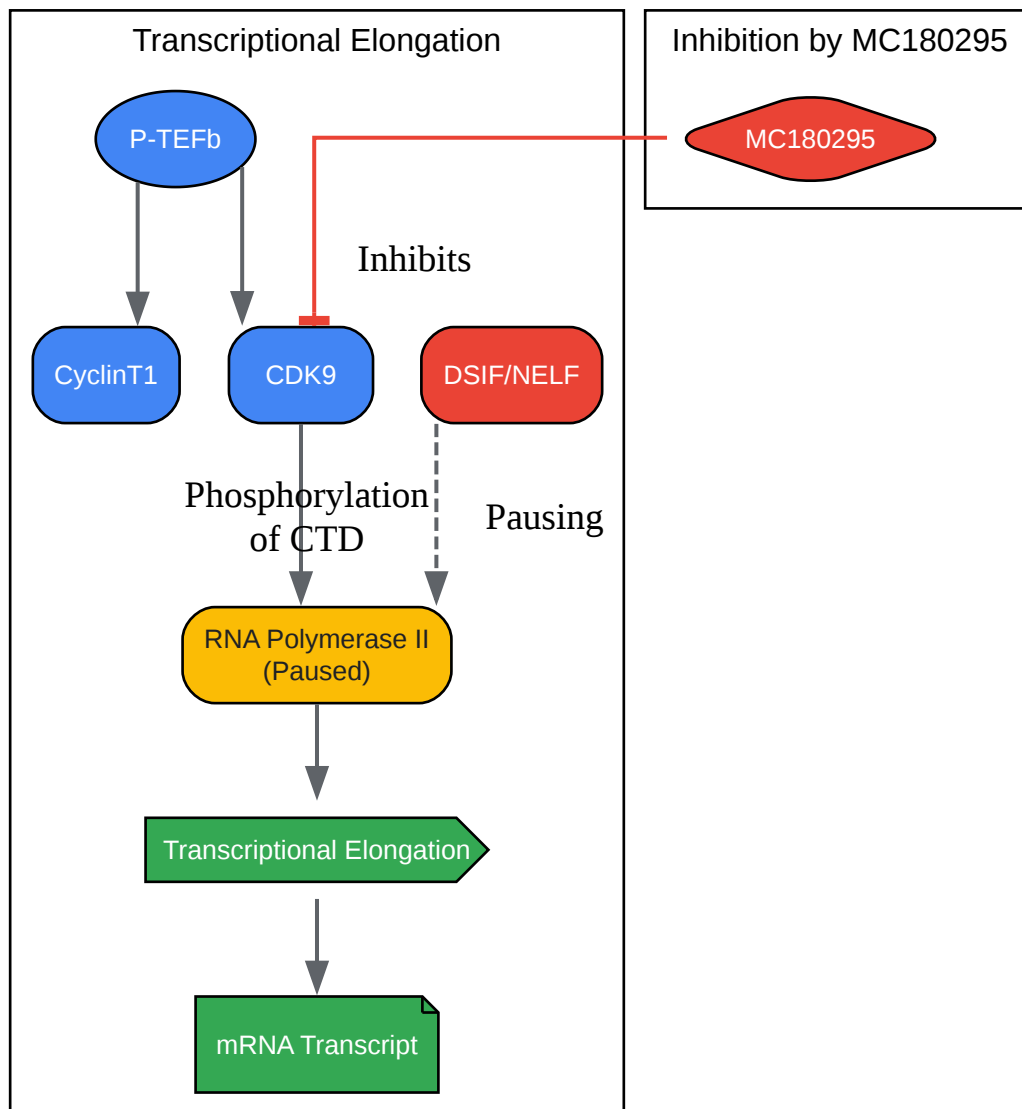 Transcriptional Elongation
Inhibition by MC180295
P-TEFb
MC180295
Inhibits
CyclinT1
CDK9
DSIF/NELF
Phosphorylation
of CTD
Pausing
RNA Polymerase II
(Paused)
Transcriptional Elongation
mRNA Transcript